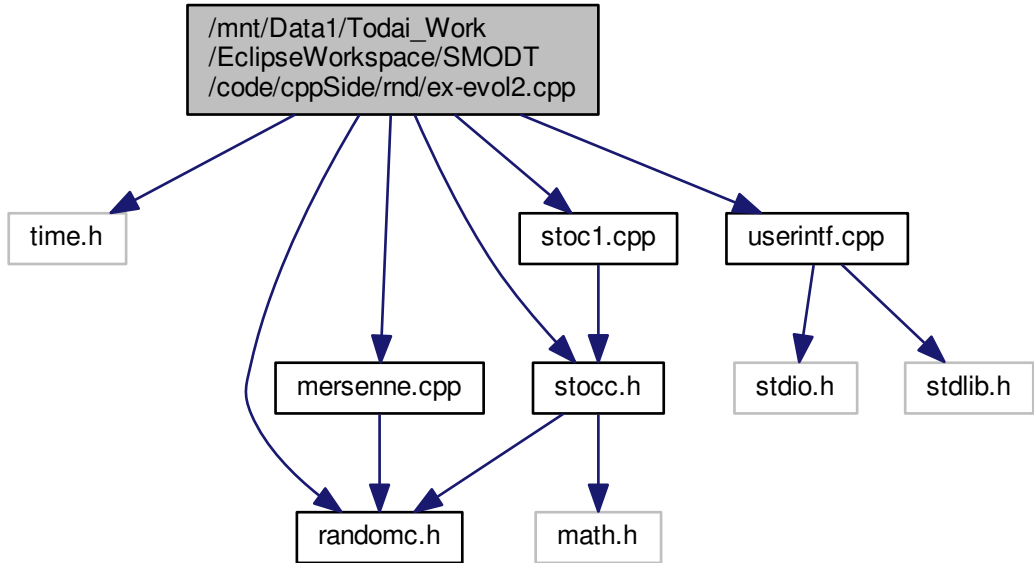 /mnt/Data1/Todai_Work
/EclipseWorkspace/SMODT
/code/cppSide/rnd/ex-evol2.cpp
time.h
stoc1.cpp
userintf.cpp
mersenne.cpp
stocc.h
stdio.h
stdlib.h
randomc.h
math.h